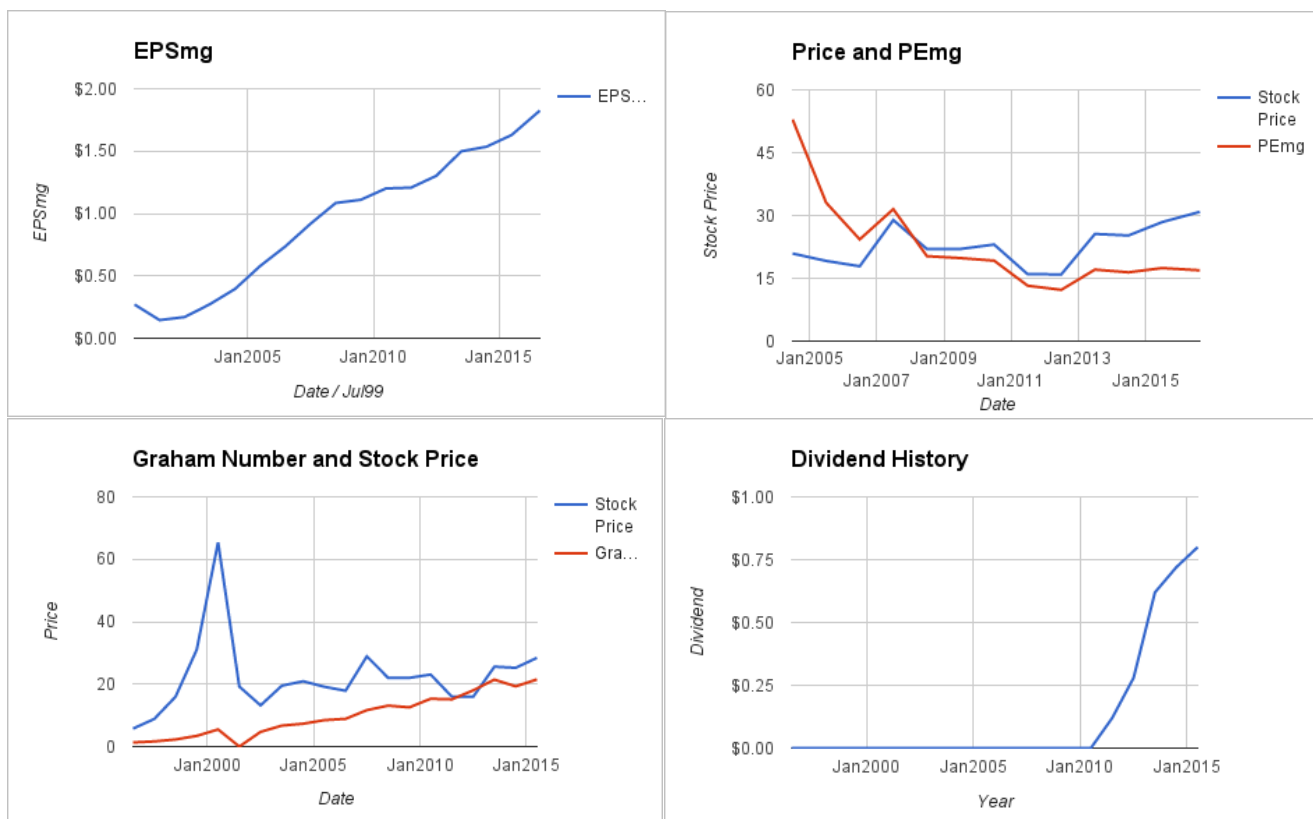 EPSmg
$2.00
$1.50
$1.00
$0.50
$0.00
EPSmg
EPS...
Jan2005
Jan2010
Jan2015
Date / Jul99
Price and PEmg
60
45
30
15
0
Stock Price
Stock
Price
PEmg
Jan2005
Jan2009
Jan2013
Jan2007
Jan2011
Jan2015
Date
Graham Number and Stock Price
80
60
40
20
0
Price
Stock
Price
Gra...
Jan2000
Jan2005
Jan2010
Jan2015
Date
Dividend History
$1.00
$0.75
$0.50
$0.25
$0.00
Dividend
Jan2000
Jan2005
Jan2010
Jan2015
Year